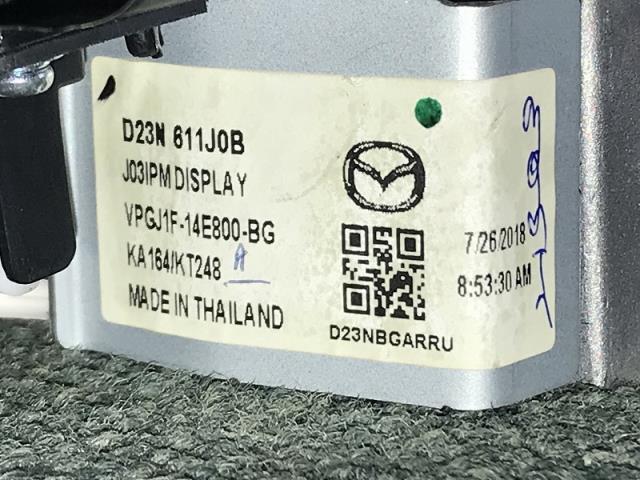 D23N 611J0B
J03IPM DISPLAY
VPGJ1F-14E800-BG
KA164/KT248 A
MADE IN THAILAND
7/26/2018
8:53:30 AM
D23NBGARRU